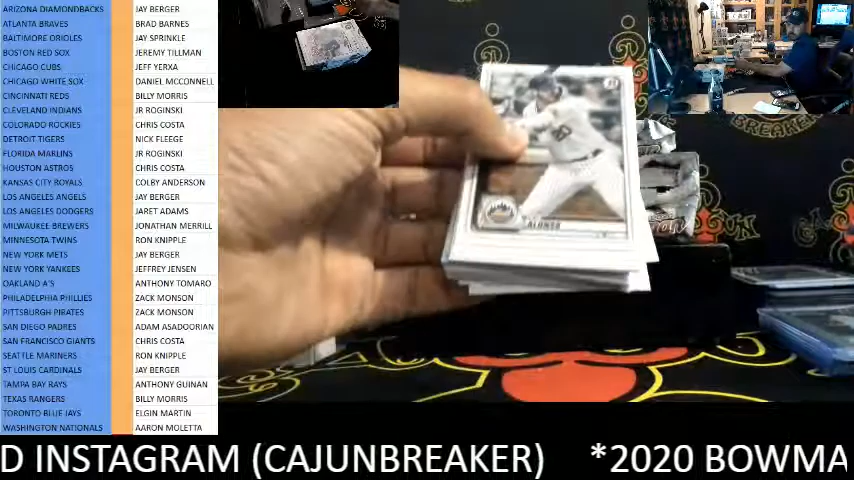 ARIZONA DIAMONDBACKS JAY BERGER
ATLANTA BRAVES BRAD BARNES
BALTIMORE ORIOLES JAY SPRINKLE
BOSTON RED SOX JEREMY TILLMAN
CHICAGO CUBS JEFF YERXA
CHICAGO WHITE SOX DANIEL MCCONNELL
CINCINNATI REDS BILLY MORRIS
CLEVELAND INDIANS JR ROGINSKI
COLORADO ROCKIES CHRIS COSTA
DETROIT TIGERS NICK FLEEGE
FLORIDA MARLINS JR ROGINSKI
HOUSTON ASTROS CHRIS COSTA
KANSAS CITY ROYALS COLBY ANDERSON
LOS ANGELES ANGELS JAY BERGER
LOS ANGELES DODGERS JARET ADAMS
MILWAUKEE BREWERS JONATHAN MERRILL
MINNESOTA TWINS RON KNIPPLE
NEW YORK METS JAY BERGER
NEW YORK YANKEES JEFFREY JENSEN
OAKLAND A'S ANTHONY TOMARO
PHILADELPHIA PHILLIES ZACK MONSON
PITTSBURGH PIRATES ZACK MONSON
SAN DIEGO PADRES ADAM ASADOORIAN
SAN FRANCISCO GIANTS CHRIS COSTA
SEATTLE MARINERS RON KNIPPLE
ST LOUIS CARDINALS JAY BERGER
TAMPA BAY RAYS ANTHONY GUINAN
TEXAS RANGERS BILLY MORRIS
TORONTO BLUE JAYS ELGIN MARTIN
WASHINGTON NATIONALS AARON MOLETTA
ALONSO
BREAKER
D INSTAGRAM (CAJUNBREAKER) *2020 BOWMA